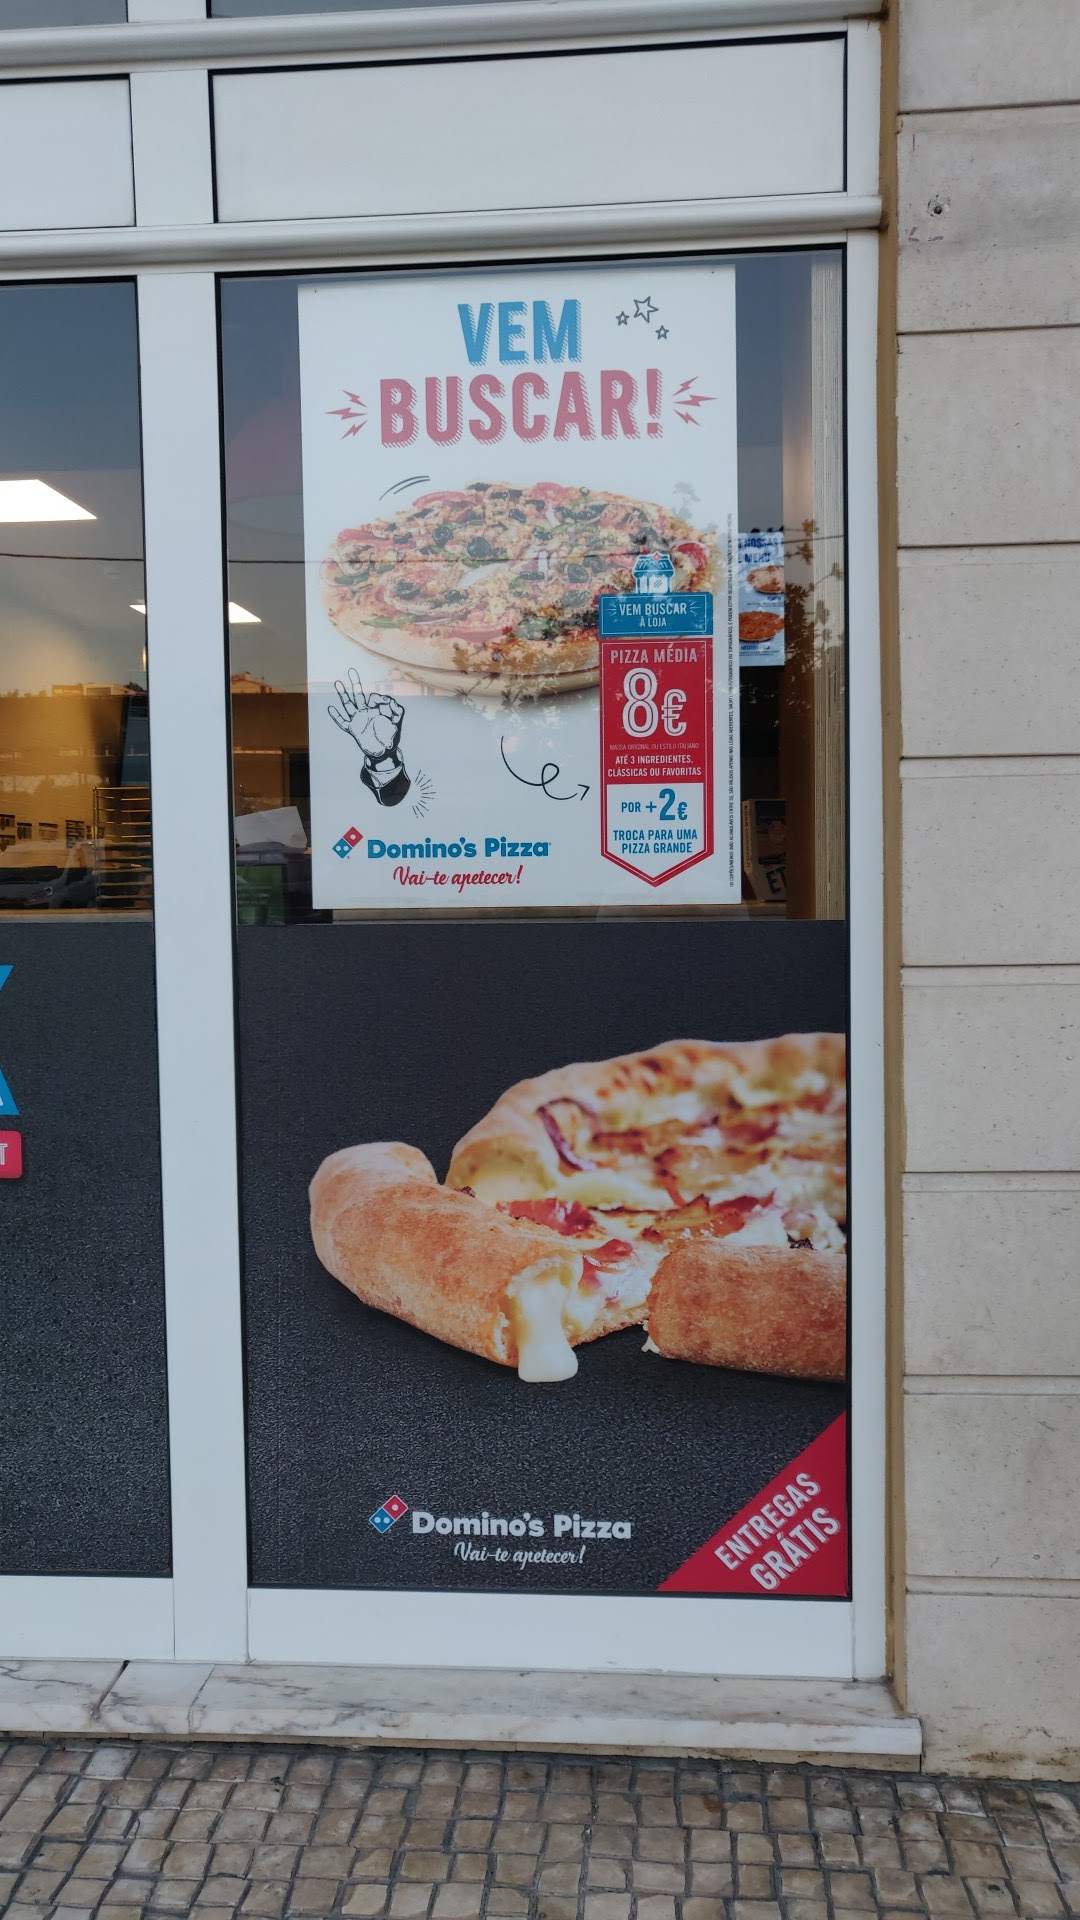 VEM
BUSCAR!
VEM BUSCAR
À LOJA
PIZZA MÉDIA
8€
MASSA ORIGINAL OU ESTILO ITALIANO
ATÉ 3 INGREDIENTES,
CLÁSSICAS OU FAVORITAS
POR +2€
TROCA PARA UMA
PIZZA GRANDE
Domino's Pizza
Vai-te apetecer!
NOSSAS
MENU
Domino's Pizza
Vai-te apetecer!
ENTREGAS
GRÁTIS